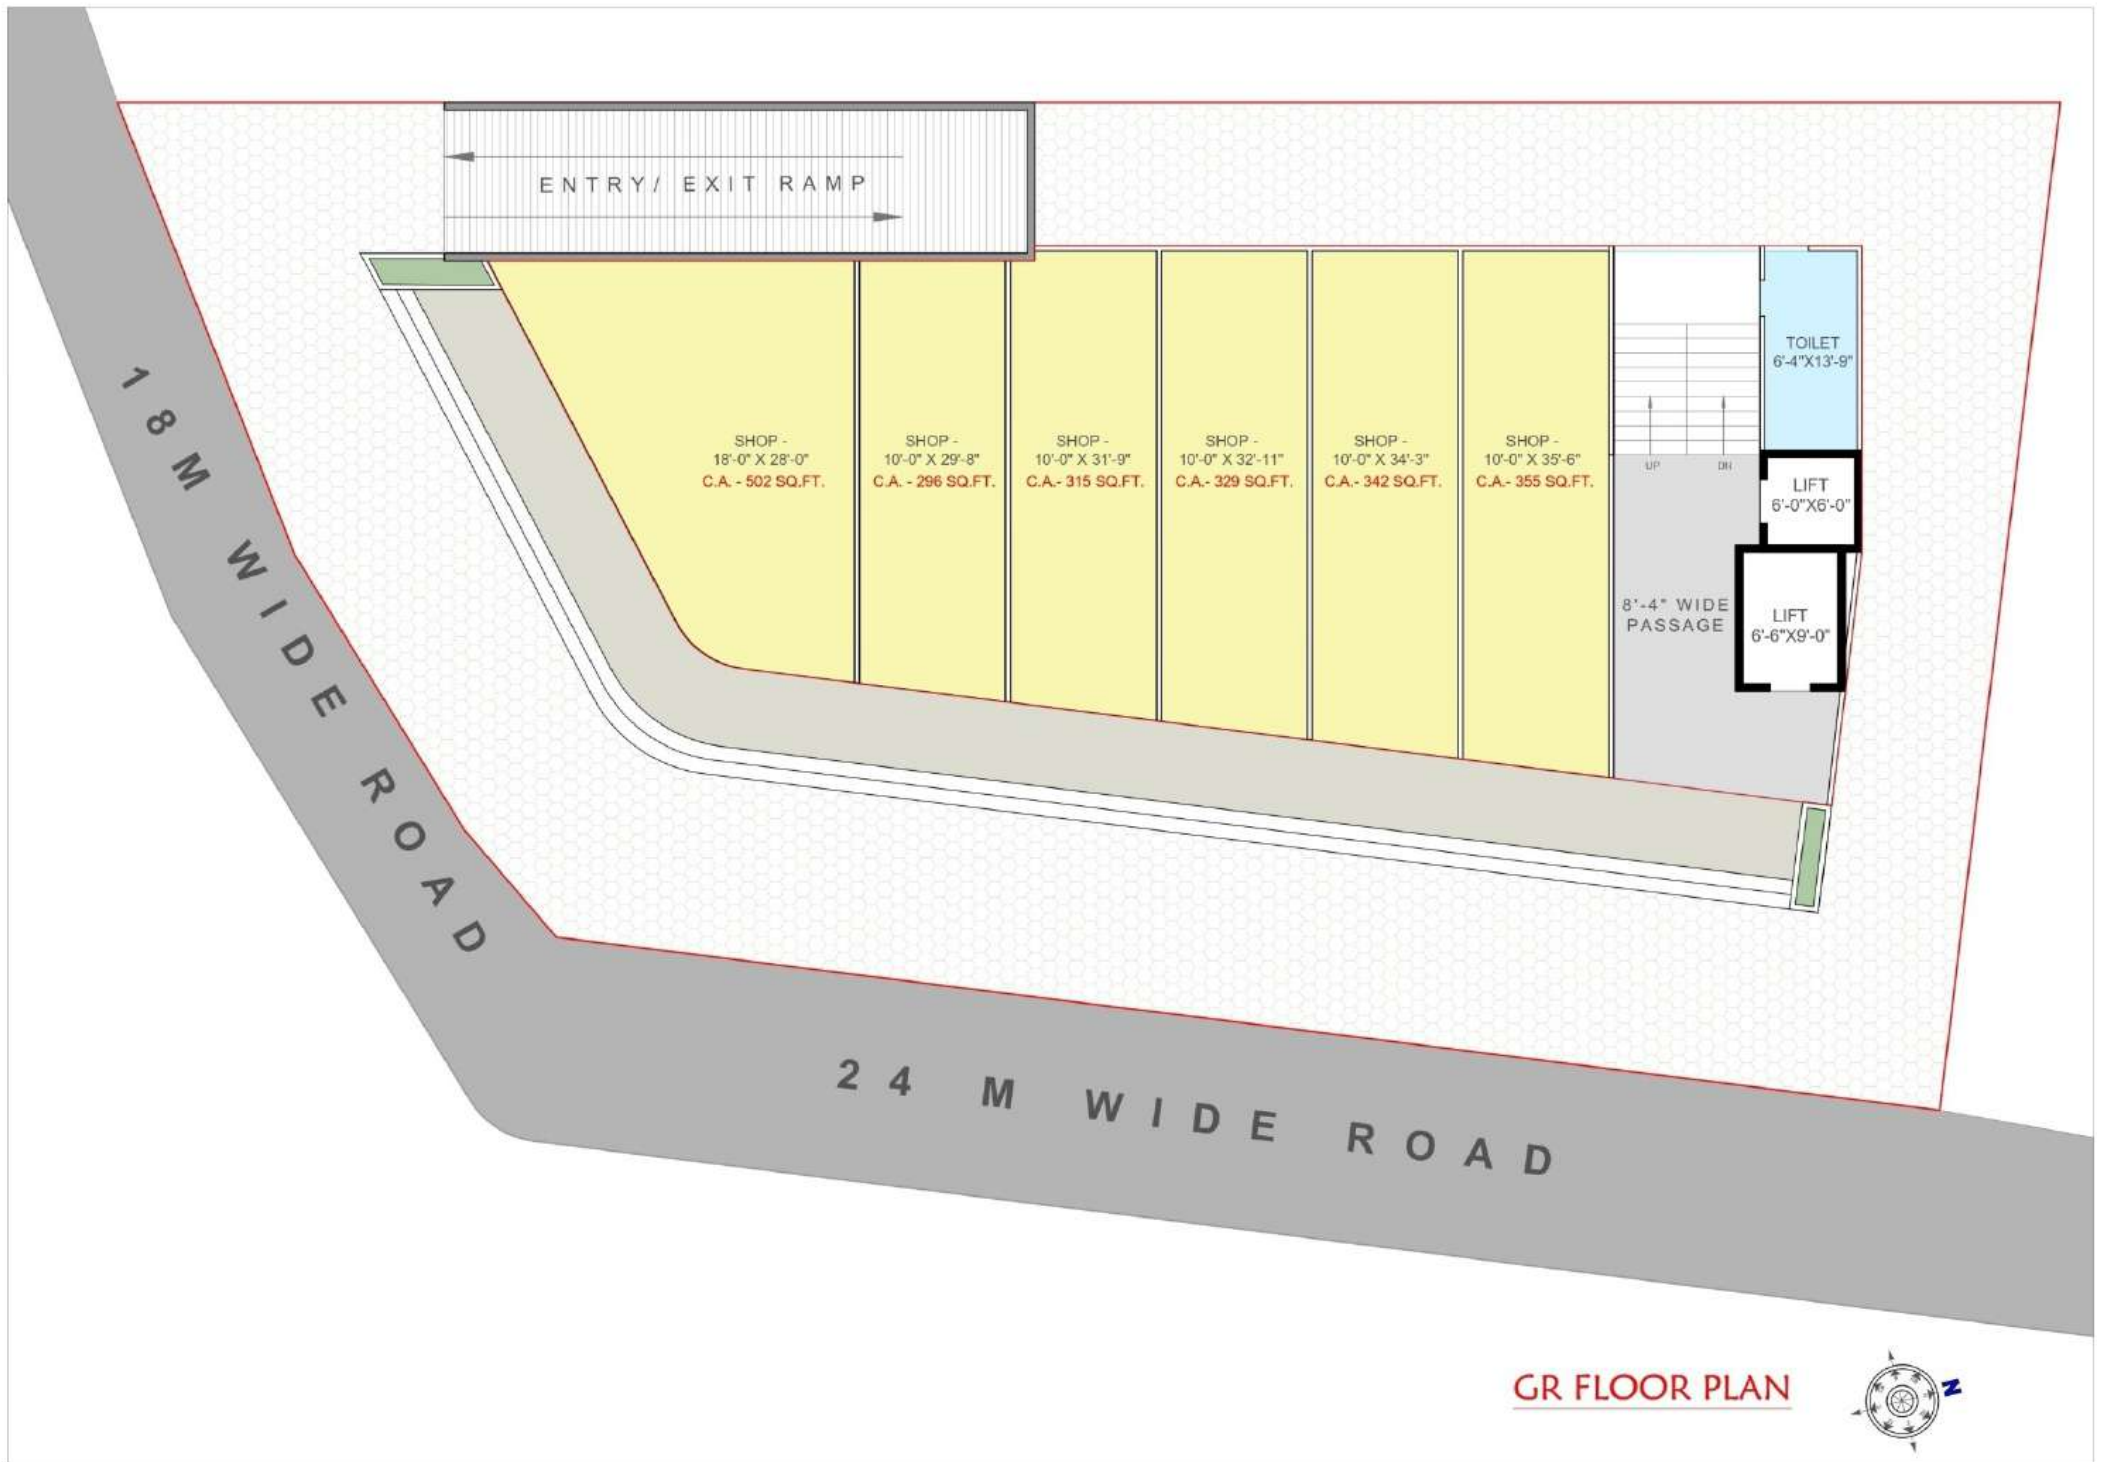 ENTRY/ EXIT RAMP
SHOP -
18'-0" X 28'-0"
C.A. - 502 SQ.FT.
SHOP -
10'-0" X 29'-8"
C.A. - 296 SQ.FT.
SHOP -
10'-0" X 31'-9"
C.A.- 315 SQ.FT.
SHOP -
10'-0" X 32'-11"
C.A.- 329 SQ.FT.
SHOP -
10'-0" X 34'-3"
C.A.- 342 SQ.FT.
SHOP -
10'-0" X 35'-6"
C.A.- 355 SQ.FT.
UP
DN
TOILET
6'-4"X13'-9"
LIFT
6'-0"X6'-0"
LIFT
6'-6"X9'-0"
8'-4" WIDE
PASSAGE
18M WIDE ROAD
24 M WIDE ROAD
GR FLOOR PLAN
N